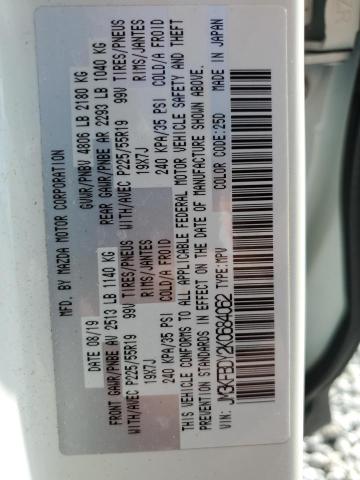 MFD. BY MAZDA MOTOR CORPORATION
DATE 08/19 GVWR/PNBV 4806 LB 2180 KG
FRONT GAWR/PNBE AV 2513 LB 1140 KG REAR GAWR/PNBE AR 2293 LB 1040 KG
WITH/AVEC P225/55R19 99V TIRES/PNEUS WITH/AVEC P225/55R19 99V TIRES/PNEUS
19X7J RIMS/JANTES 19X7J RIMS/JANTES
240 KPA/35 PSI COLD/A FROID 240 KPA/35 PSI COLD/A FROID
THIS VEHICLE CONFORMS TO ALL APPLICABLE FEDERAL MOTOR VEHICLE SAFETY AND THEFT
PREVENTION STANDARDS IN EFFECT ON THE DATE OF MANUFACTURE SHOWN ABOVE.
VIN: JM3KFBDY2K0684062 TYPE:MPV COLOR CODE:25D MADE IN JAPAN